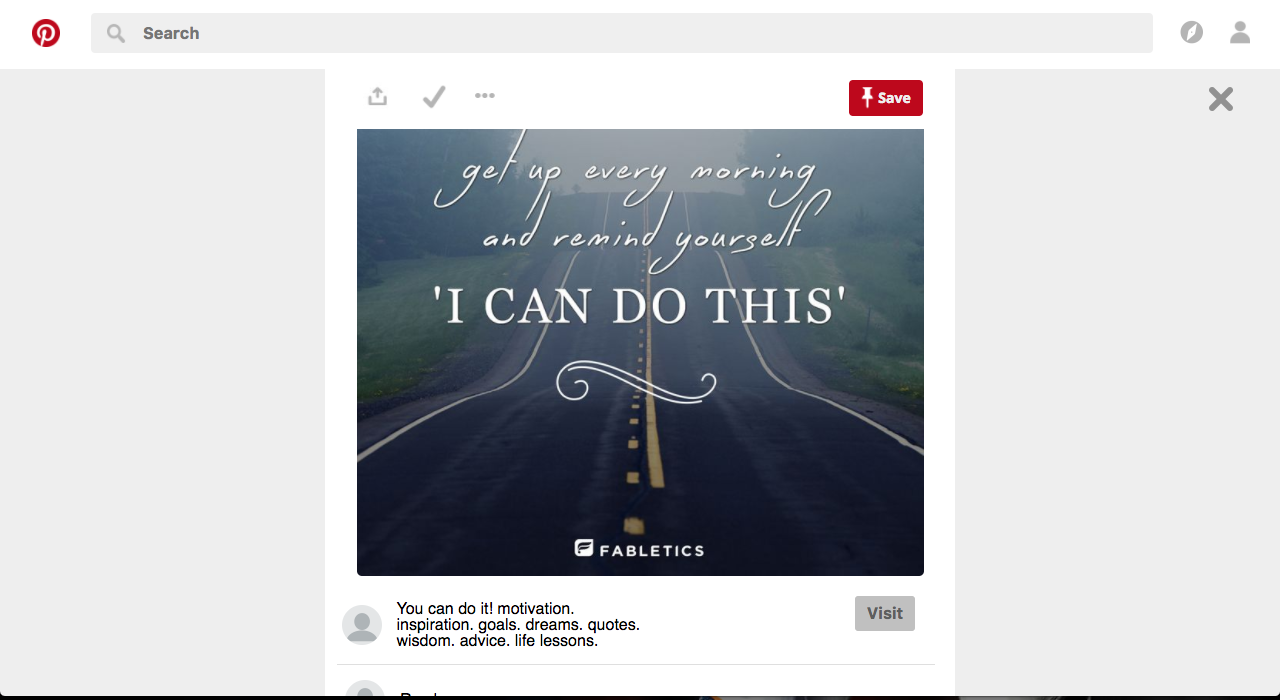 Search
Save
get up every morning
and remind yourself
'I CAN DO THIS'
FABLETICS
You can do it! motivation.
inspiration. goals. dreams. quotes.
wisdom. advice. life lessons.
Visit